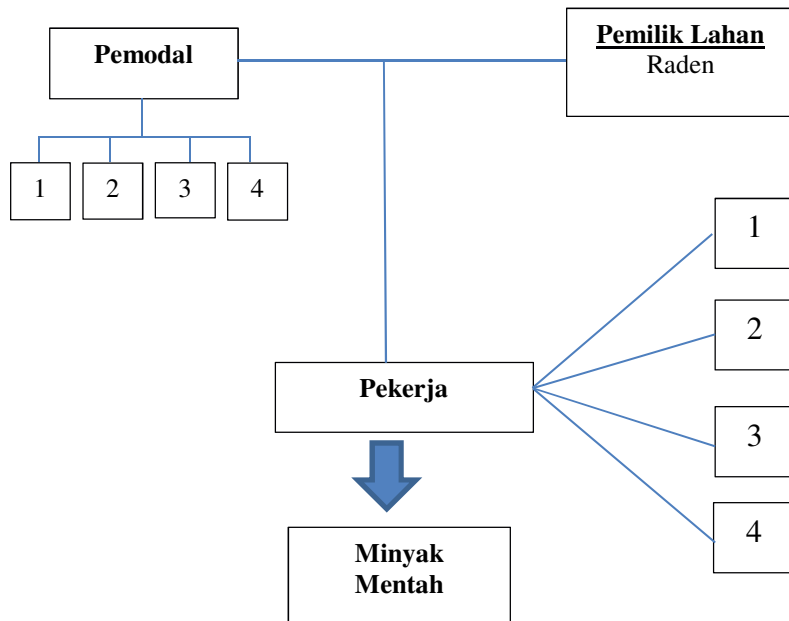 Pemodal
Pemilik Lahan
Raden
1
2
3
4
1
2
Pekerja
3
4
Minyak
Mentah